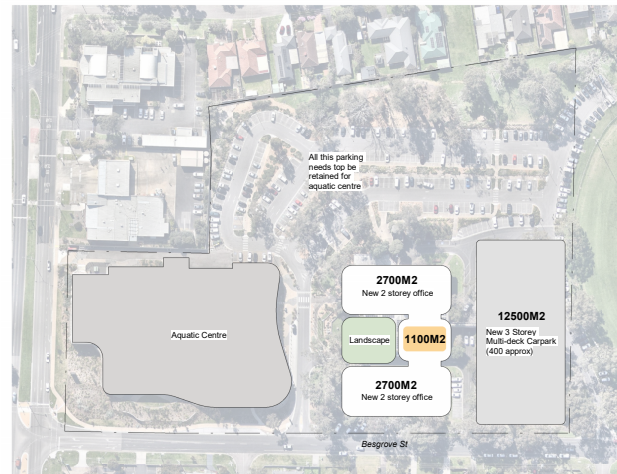 All this parking
needs top be
retained for
aquatic centre
2700M2
New 2 storey office
12500M2
New 3 Storey
Multi-deck Carpark
(400 approx)
Aquatic Centre
Landscape
1100M2
2700M2
New 2 storey office
Besgrove St